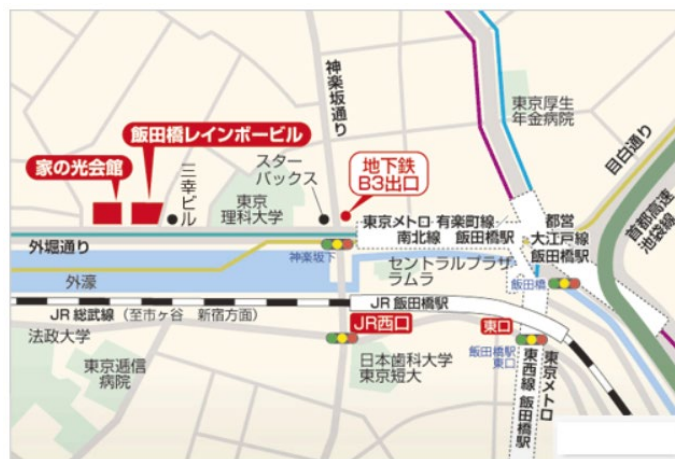 神楽坂通り
東京厚生
年金病院
目白通り
飯田橋レインボービル
家の光会館
三幸ビル
スター
バックス
地下鉄
B3出口
東京
理科大学
首都高速
池袋線
東京メトロ 有楽町線
南北線 飯田橋駅
都営
大江戸線
飯田橋駅
外堀通り
神楽坂下
外濠
セントラルプラザ
ラムラ
飯田橋
JR 総武線（至市ヶ谷 新宿方面）
JR 飯田橋駅
JR西口
東口
法政大学
飯田橋駅
東口
東京逓信
病院
日本歯科大学
東京短大
東京メトロ
東西線 飯田橋駅